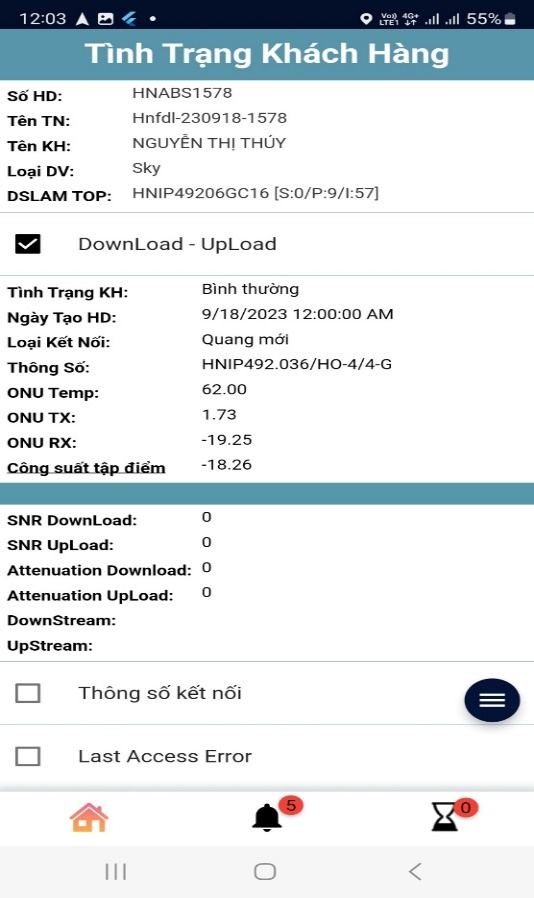 12:03 Vo)) LTE1 4G+ 55%
Tình Trạng Khách Hàng
Số HD: HNABS1578
Tên TN: Hnfdl-230918-1578
Tên KH: NGUYỄN THỊ THÚY
Loại DV: Sky
DSLAM TOP: HNIP49206GC16 [S:0/P:9/I:57]
DownLoad - UpLoad
Tình Trạng KH: Bình thường
Ngày Tạo HD: 9/18/2023 12:00:00 AM
Loại Kết Nối: Quang mới
Thông Số: HNIP492.036/HO-4/4-G
ONU Temp: 62.00
ONU TX: 1.73
ONU RX: -19.25
Công suất tập điểm -18.26
SNR DownLoad: 0
SNR UpLoad: 0
Attenuation Download: 0
Attenuation UpLoad: 0
DownStream:
UpStream:
Thông số kết nối
Last Access Error
5 0